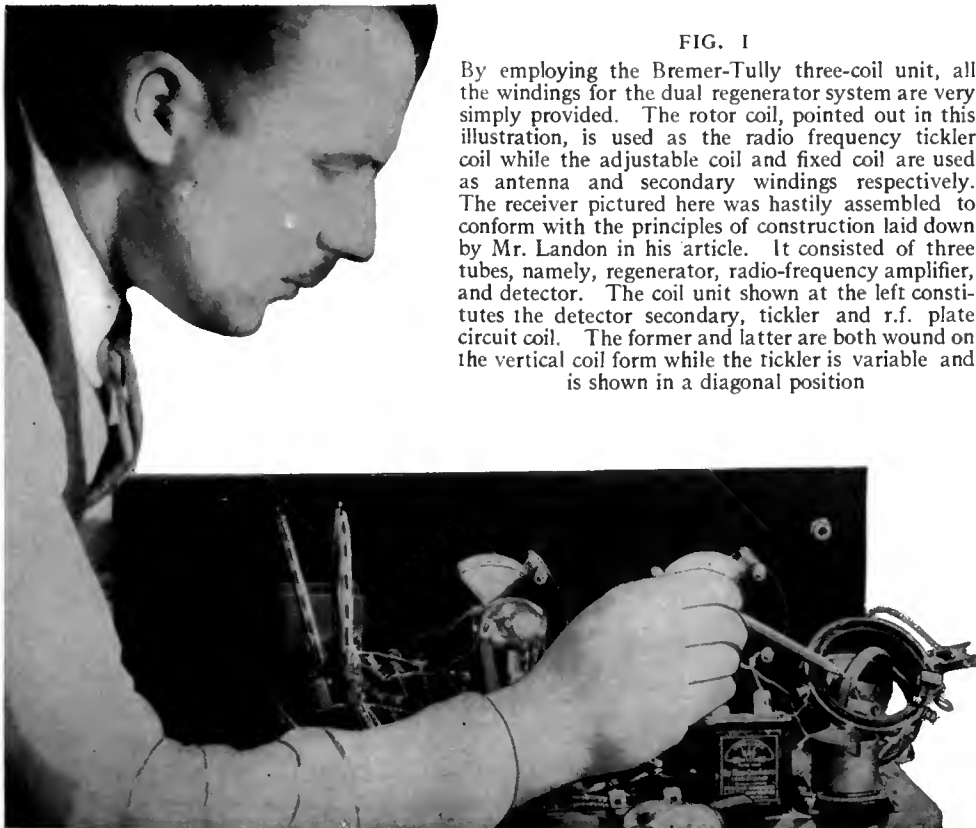 FIG. I
By employing the Bremer-Tully three-coil unit, all
the windings for the dual regenerator system are very
simply provided. The rotor coil, pointed out in this
illustration, is used as the radio frequency tickler
coil while the adjustable coil and fixed coil are used
as antenna and secondary windings respectively.
The receiver pictured here was hastily assembled to
conform with the principles of construction laid down
by Mr. Landon in his article. It consisted of three
tubes, namely, regenerator, radio-frequency amplifier,
and detector. The coil unit shown at the left consti-
tutes the detector secondary, tickler and r.f. plate
circuit coil. The former and latter are both wound on
the vertical coil form while the tickler is variable and
is shown in a diagonal position